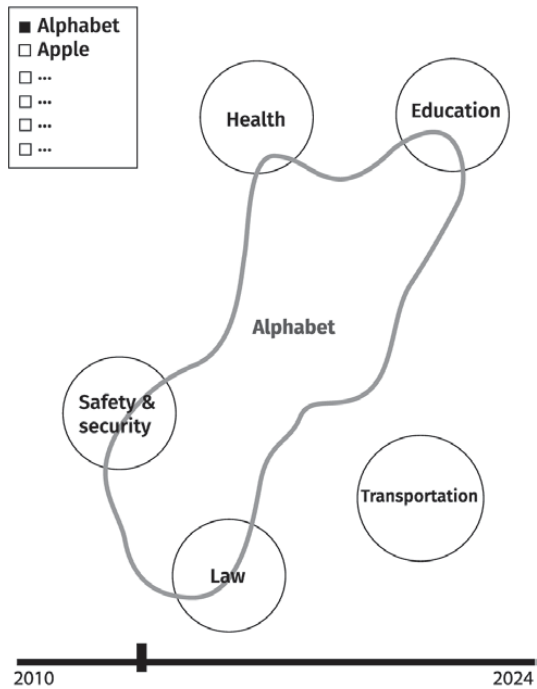 Alphabet
Apple
...
...
...
...
Health
Education
Alphabet
Safety &
security
Transportation
Law
2010
2024